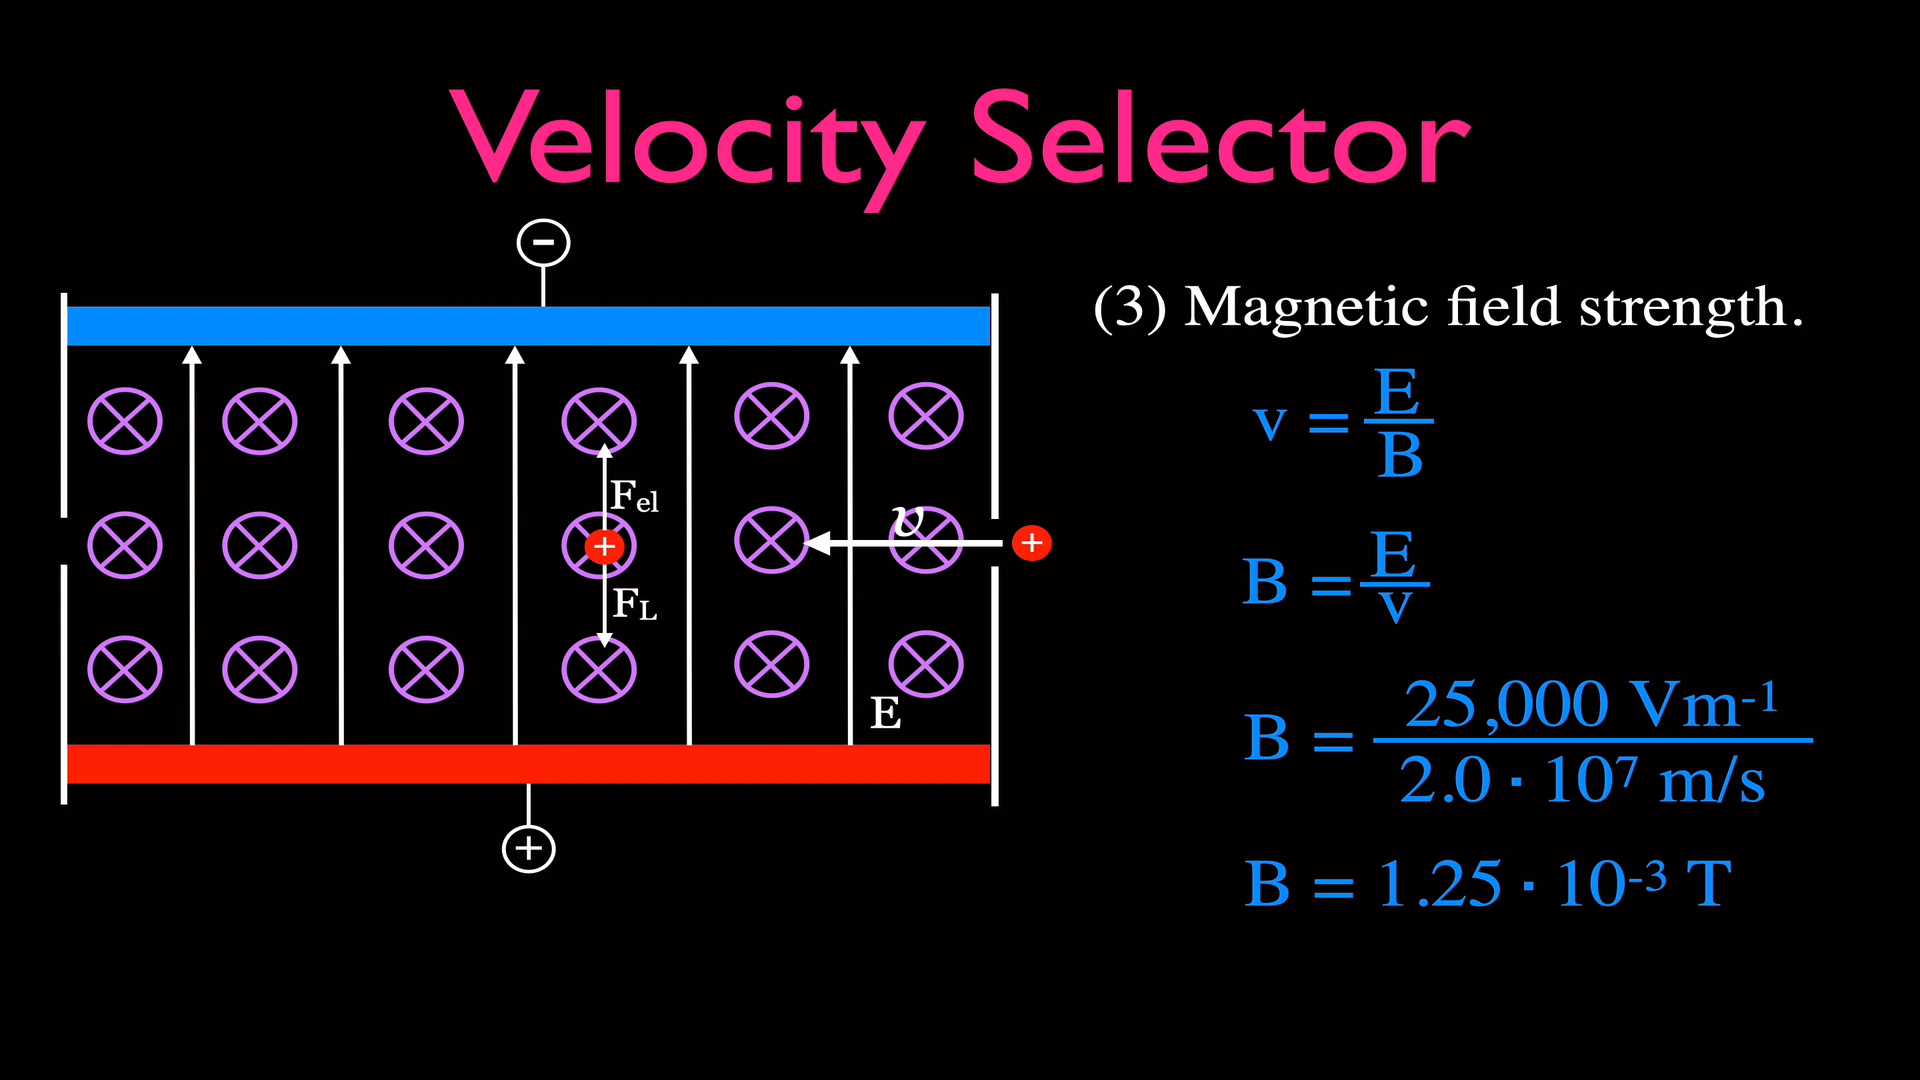 Velocity Selector
−
(3) Magnetic field strength.
v = E/B
B = E/v
B = 25,000 Vm⁻¹ / 2.0 · 10⁷ m/s
B = 1.25 · 10⁻³ T
Fel
v
+
+
FL
E
+